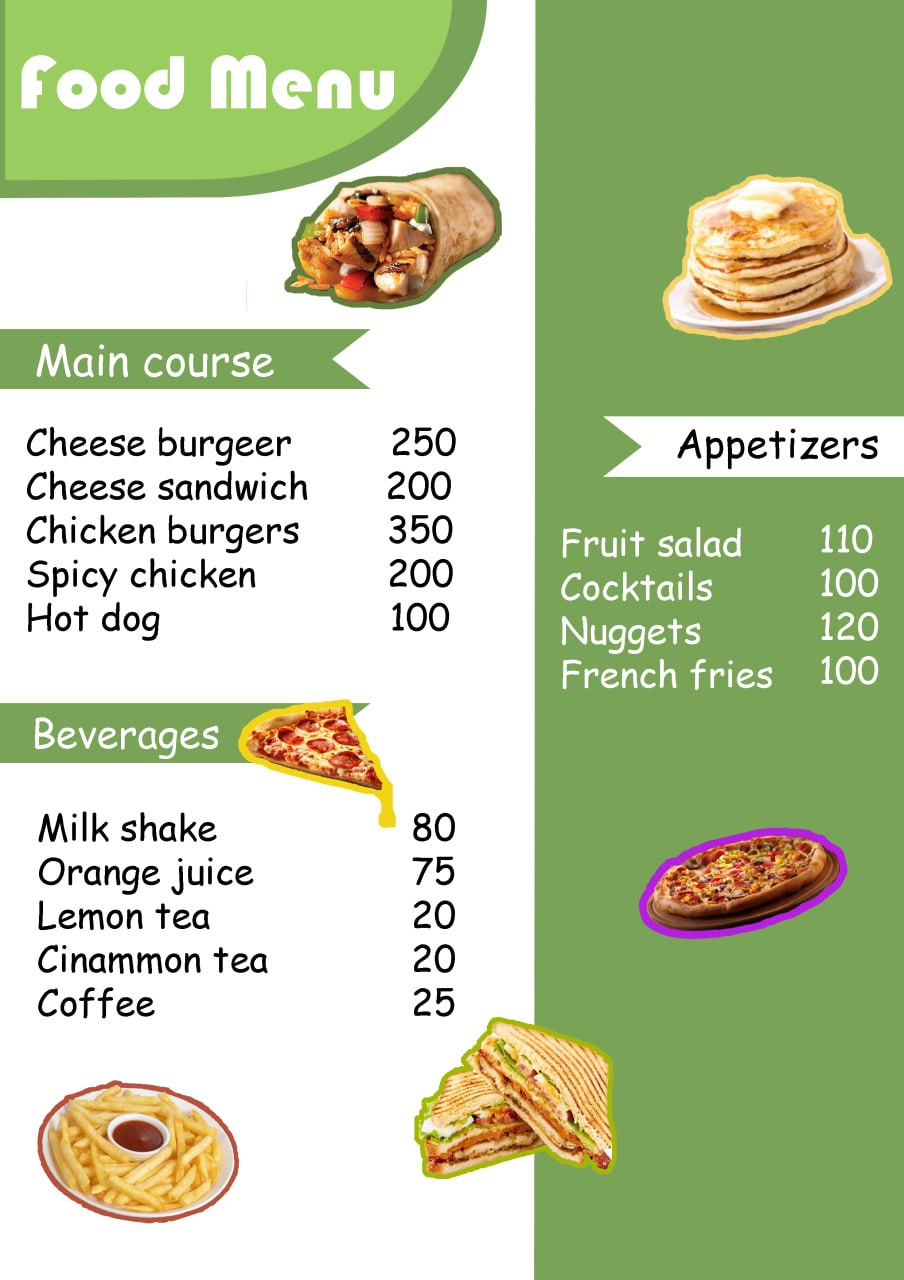 Food Menu
Main course
Cheese burgeer 250
Cheese sandwich 200
Chicken burgers 350
Spicy chicken 200
Hot dog 100
Beverages
Milk shake 80
Orange juice 75
Lemon tea 20
Cinammon tea 20
Coffee 25
Appetizers
Fruit salad 110
Cocktails 100
Nuggets 120
French fries 100